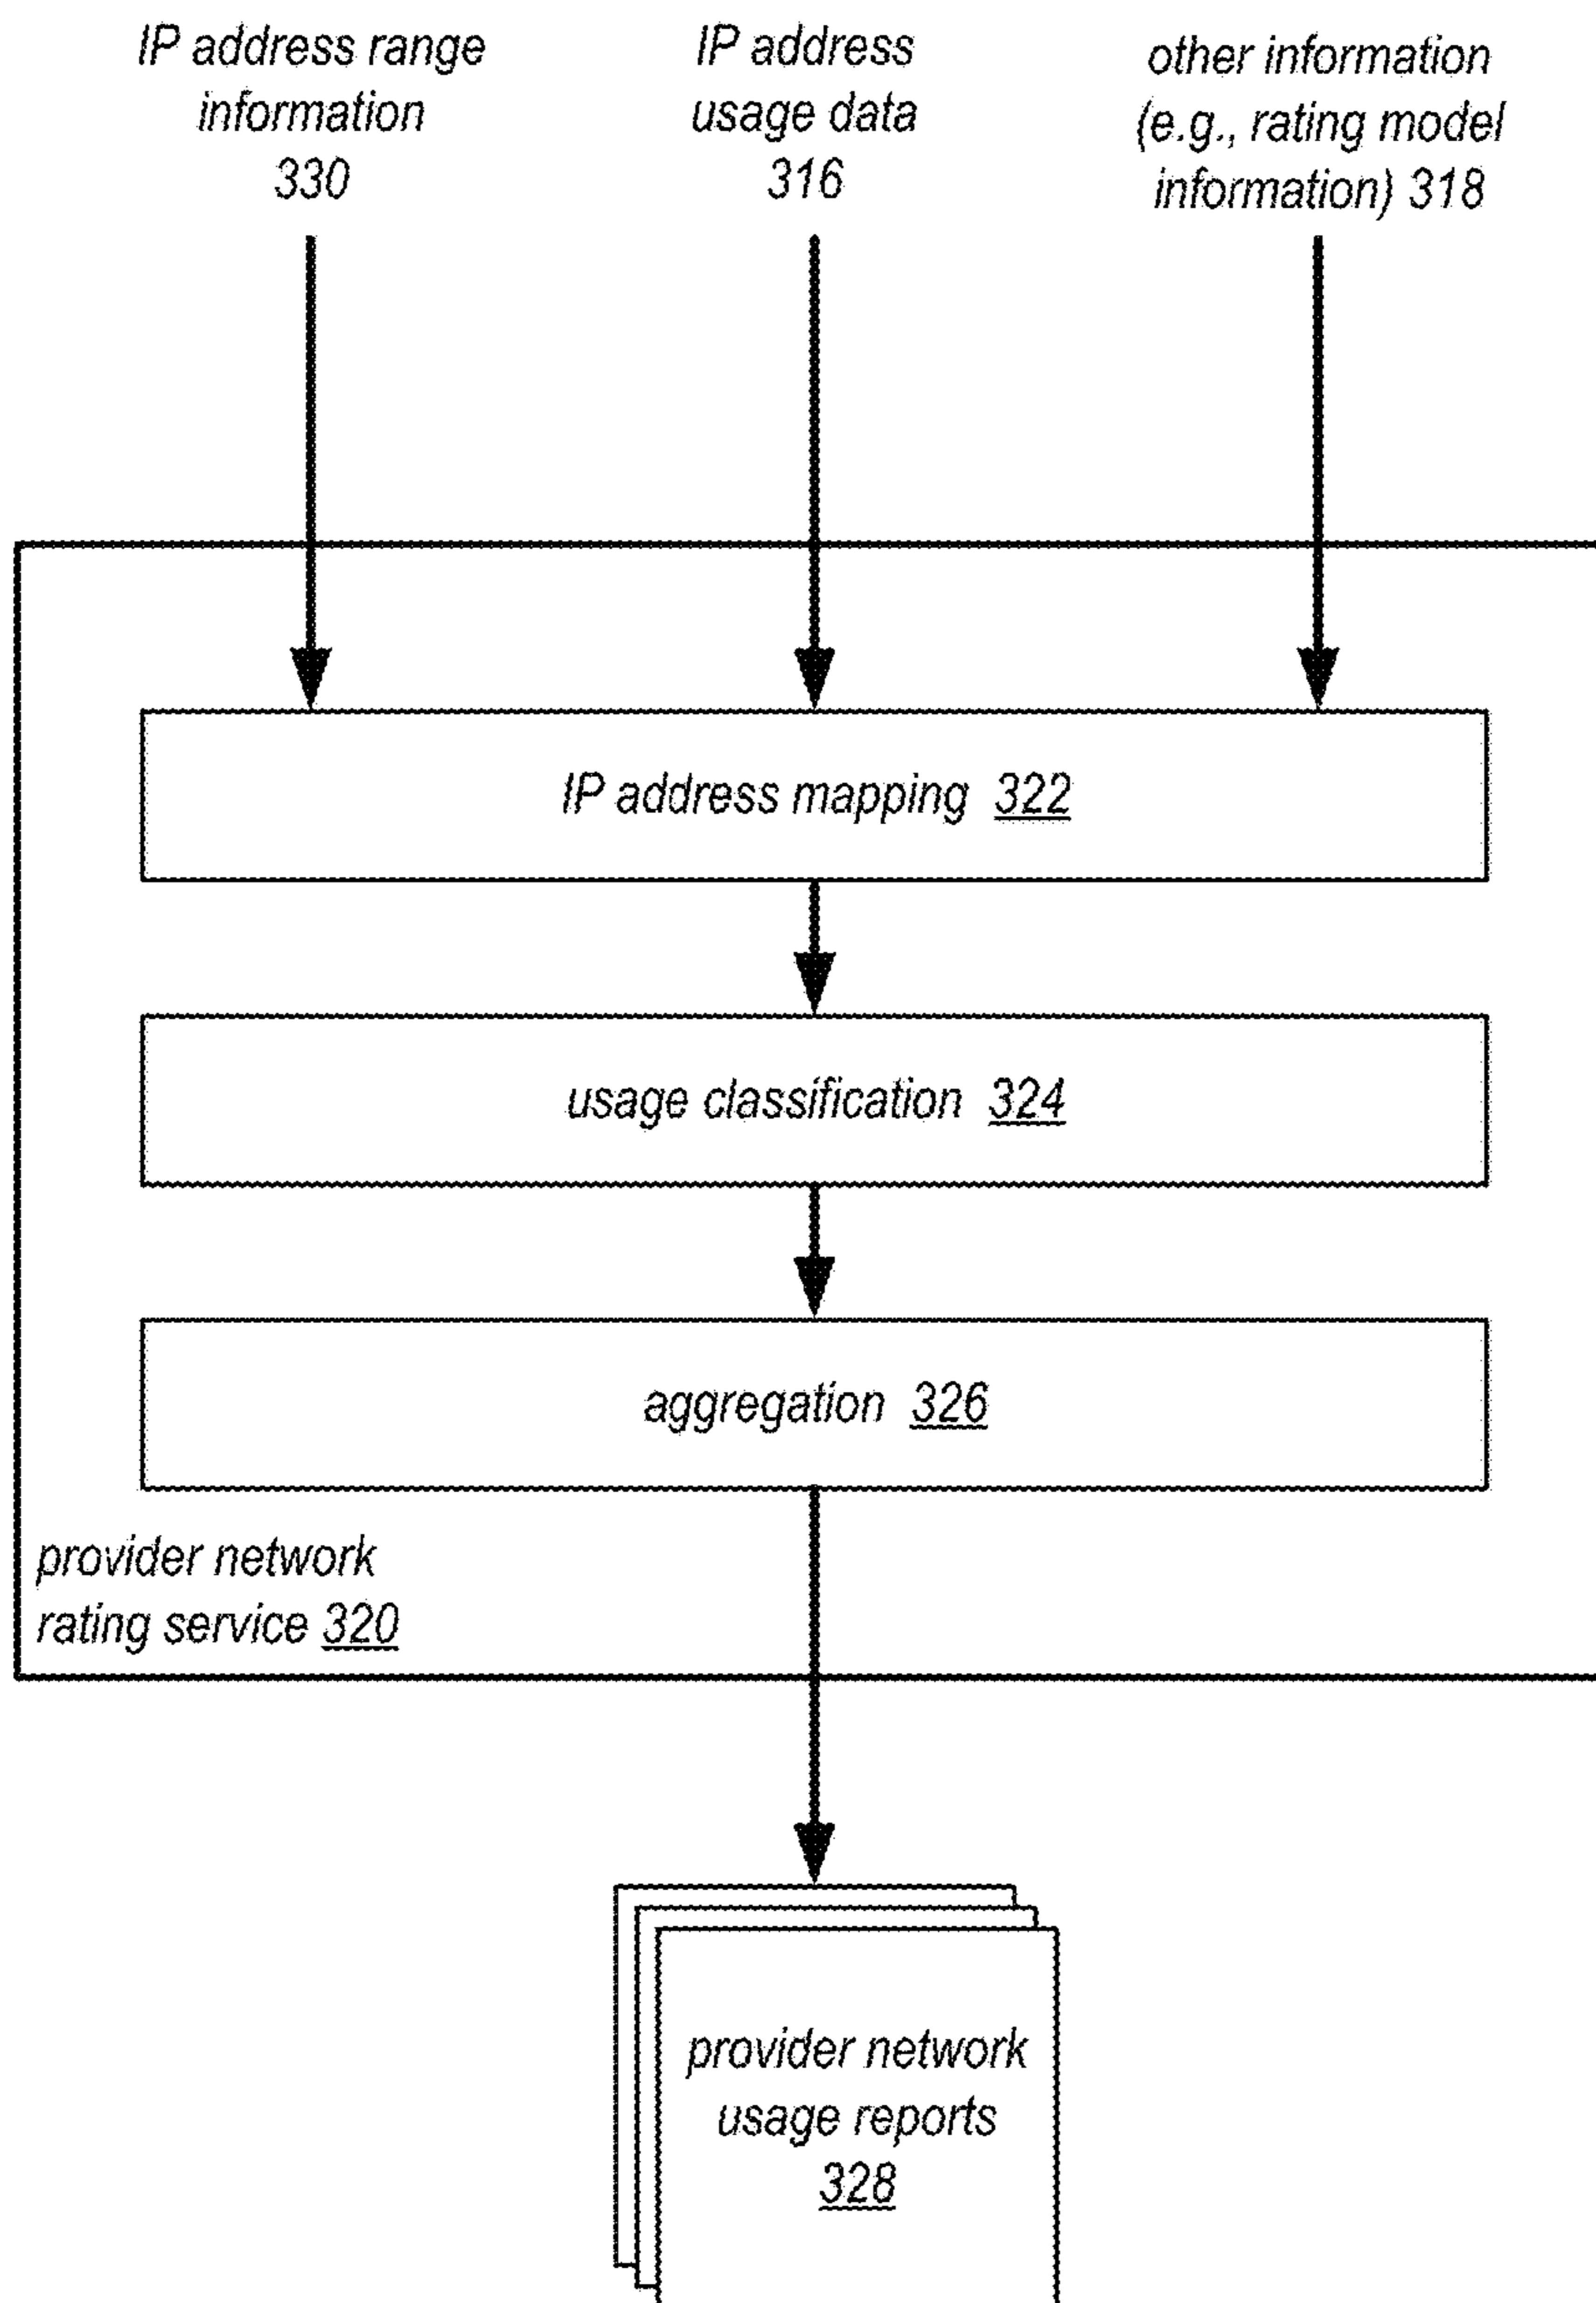 IP address range
information
330
IP address
usage data
316
other information
(e.g., rating model
information) 318
IP address mapping 322
usage classification 324
aggregation 326
provider network
rating service 320
provider network
usage reports
328